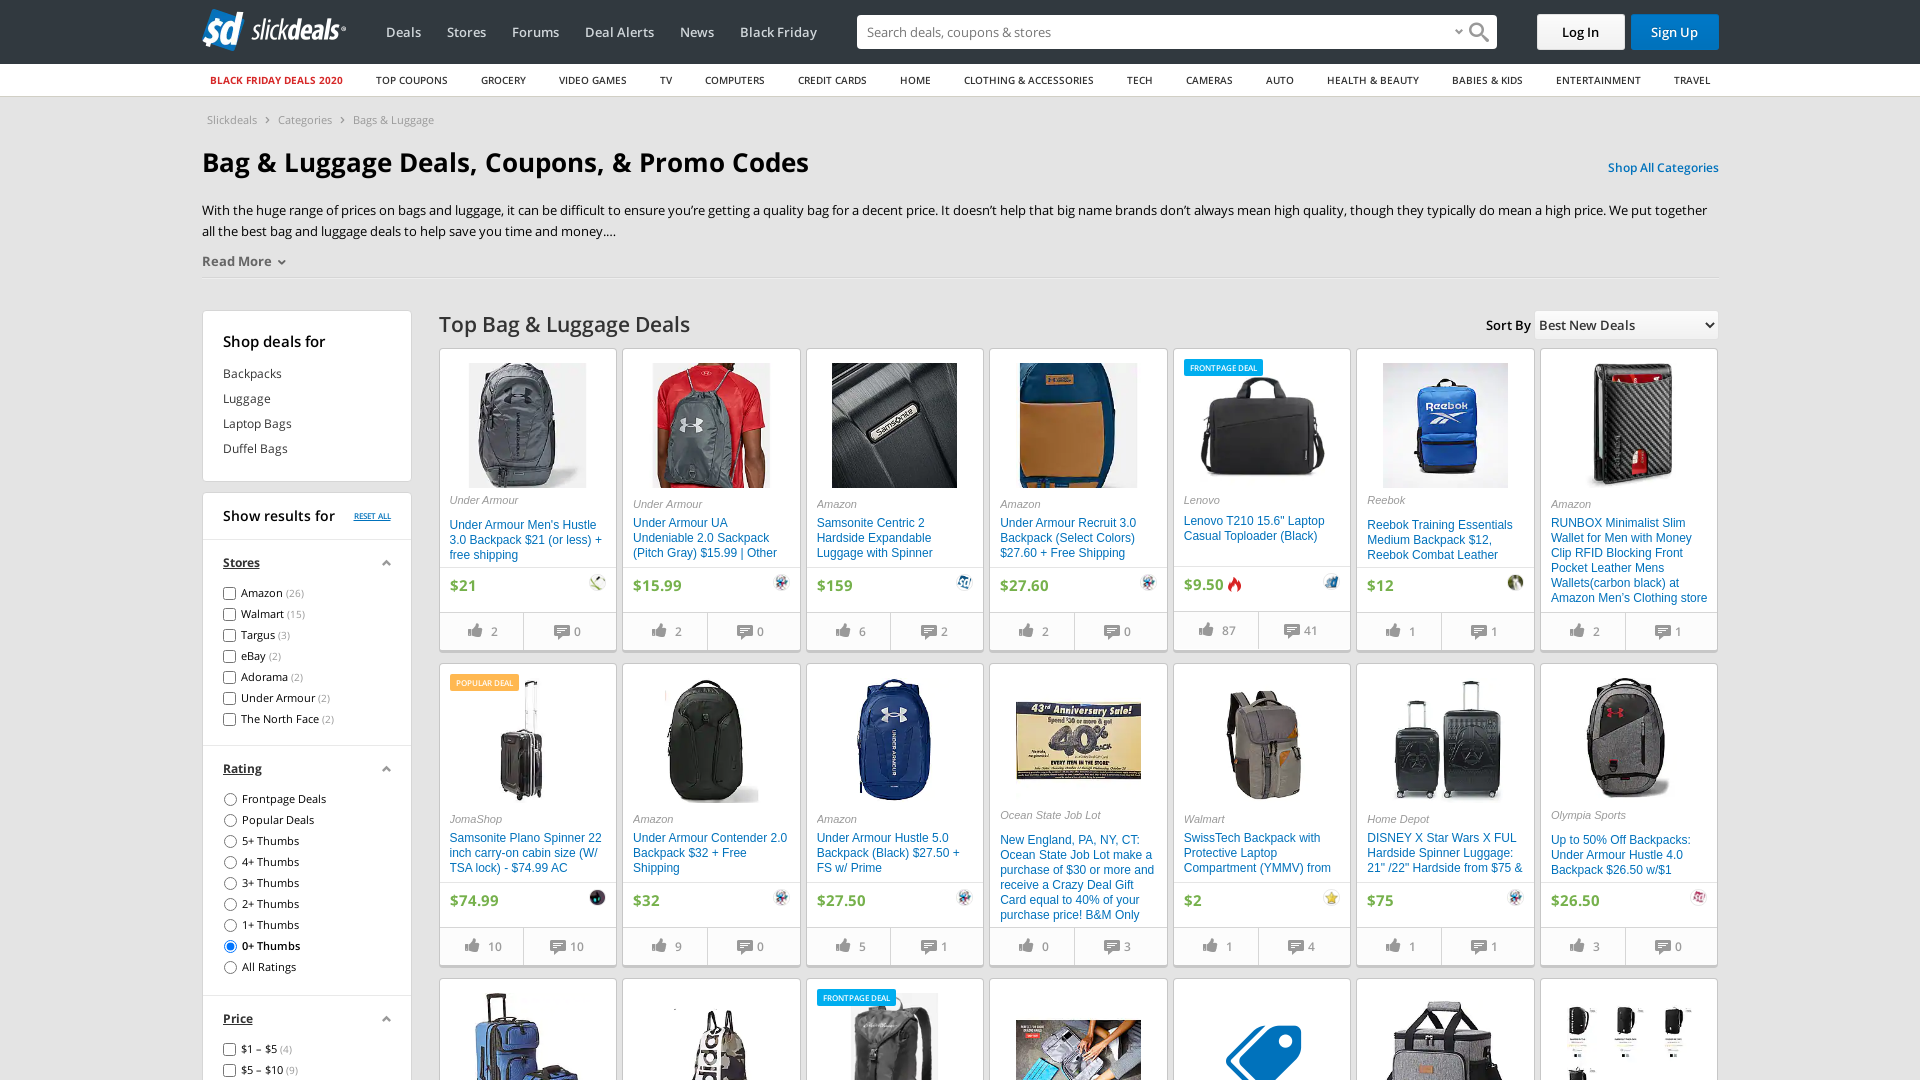 sd slickdeals
Deals
Stores
Forums
Deal Alerts
News
Black Friday
Search deals, coupons & stores
Log In
Sign Up
BLACK FRIDAY DEALS 2020
TOP COUPONS
GROCERY
VIDEO GAMES
TV
COMPUTERS
CREDIT CARDS
HOME
CLOTHING & ACCESSORIES
TECH
CAMERAS
AUTO
HEALTH & BEAUTY
BABIES & KIDS
ENTERTAINMENT
TRAVEL
Slickdeals > Categories > Bags & Luggage
Bag & Luggage Deals, Coupons, & Promo Codes
Shop All Categories
With the huge range of prices on bags and luggage, it can be difficult to ensure you’re getting a quality bag for a decent price. It doesn’t help that big name brands don’t always mean high quality, though they typically do mean a high price. We put together
all the best bag and luggage deals to help save you time and money....
Read More
Shop deals for
Backpacks
Luggage
Laptop Bags
Duffel Bags
Show results for
RESET ALL
Stores
Amazon (26)
Walmart (15)
Targus (3)
eBay (2)
Adorama (2)
Under Armour (2)
The North Face (2)
Rating
Frontpage Deals
Popular Deals
5+ Thumbs
4+ Thumbs
3+ Thumbs
2+ Thumbs
1+ Thumbs
0+ Thumbs
All Ratings
Price
$1 – $5 (4)
$5 – $10 (9)
Top Bag & Luggage Deals
Sort By
Best New Deals
Under Armour
Under Armour Men's Hustle
3.0 Backpack $21 (or less) +
free shipping
$21
2
0
Under Armour
Under Armour UA
Undeniable 2.0 Sackpack
(Pitch Gray) $15.99 | Other
$15.99
2
0
Samsonite
Amazon
Samsonite Centric 2
Hardside Expandable
Luggage with Spinner
$159
6
2
Amazon
Under Armour Recruit 3.0
Backpack (Select Colors)
$27.60 + Free Shipping
$27.60
2
0
FRONTPAGE DEAL
Lenovo
Lenovo T210 15.6" Laptop
Casual Toploader (Black)
$9.50
87
41
Reebok
Reebok
Reebok Training Essentials
Medium Backpack $12,
Reebok Combat Leather
$12
1
1
Amazon
RUNBOX Minimalist Slim
Wallet for Men with Money
Clip RFID Blocking Front
Pocket Leather Mens
Wallets(carbon black) at
Amazon Men’s Clothing store
2
1
POPULAR DEAL
JomaShop
Samsonite Plano Spinner 22
inch carry-on cabin size (W/
TSA lock) - $74.99 AC
$74.99
10
10
Amazon
Under Armour Contender 2.0
Backpack $32 + Free
Shipping
$32
9
0
UNDER ARMOUR
Amazon
Under Armour Hustle 5.0
Backpack (Black) $27.50 +
FS w/ Prime
$27.50
5
1
43rd Anniversary Sale!
Spend $30 or more & get
40% BACK
EVERY ITEM IN THE STORE
Ocean State Job Lot
New England, PA, NY, CT:
Ocean State Job Lot make a
purchase of $30 or more and
receive a Crazy Deal Gift
Card equal to 40% of your
purchase price! B&M Only
0
3
Walmart
SwissTech Backpack with
Protective Laptop
Compartment (YMMV) from
$2
1
4
Home Depot
DISNEY X Star Wars X FUL
Hardside Spinner Luggage:
21" /22" Hardside from $75 &
$75
1
1
Olympia Sports
Up to 50% Off Backpacks:
Under Armour Hustle 4.0
Backpack $26.50 w/$1
$26.50
3
0
adidas
FRONTPAGE DEAL